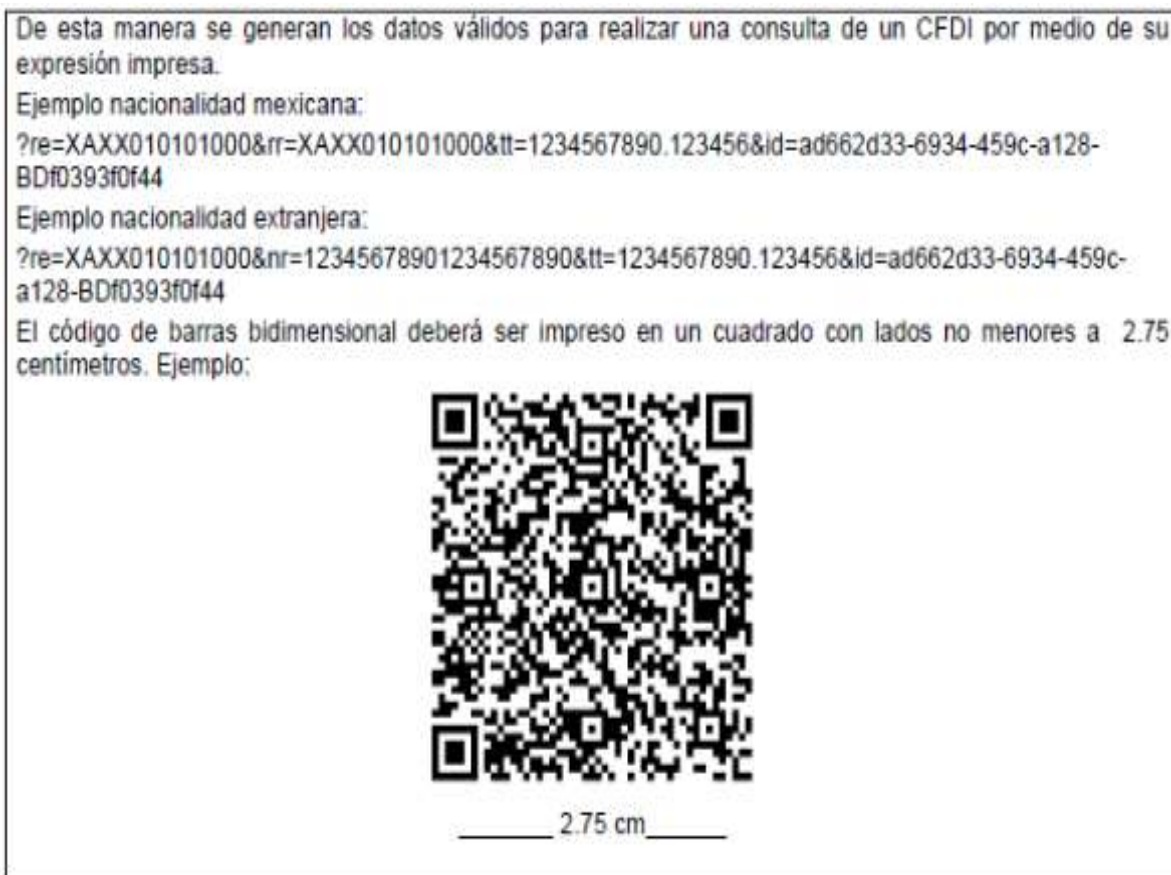 De esta manera se generan los datos válidos para realizar una consulta de un CFDI por medio de su
expresión impresa.
Ejemplo nacionalidad mexicana:
?re=XAXX010101000&rr=XAXX010101000&tt=1234567890.123456&id=ad662d33-6934-459c-a128-
BDf0393f0f44
Ejemplo nacionalidad extranjera:
?re=XAXX010101000&nr=12345678901234567890&tt=1234567890.123456&id=ad662d33-6934-459c-
a128-BDf0393f0f44
El código de barras bidimensional deberá ser impreso en un cuadrado con lados no menores a 2.75
centímetros. Ejemplo:
______ 2.75 cm______